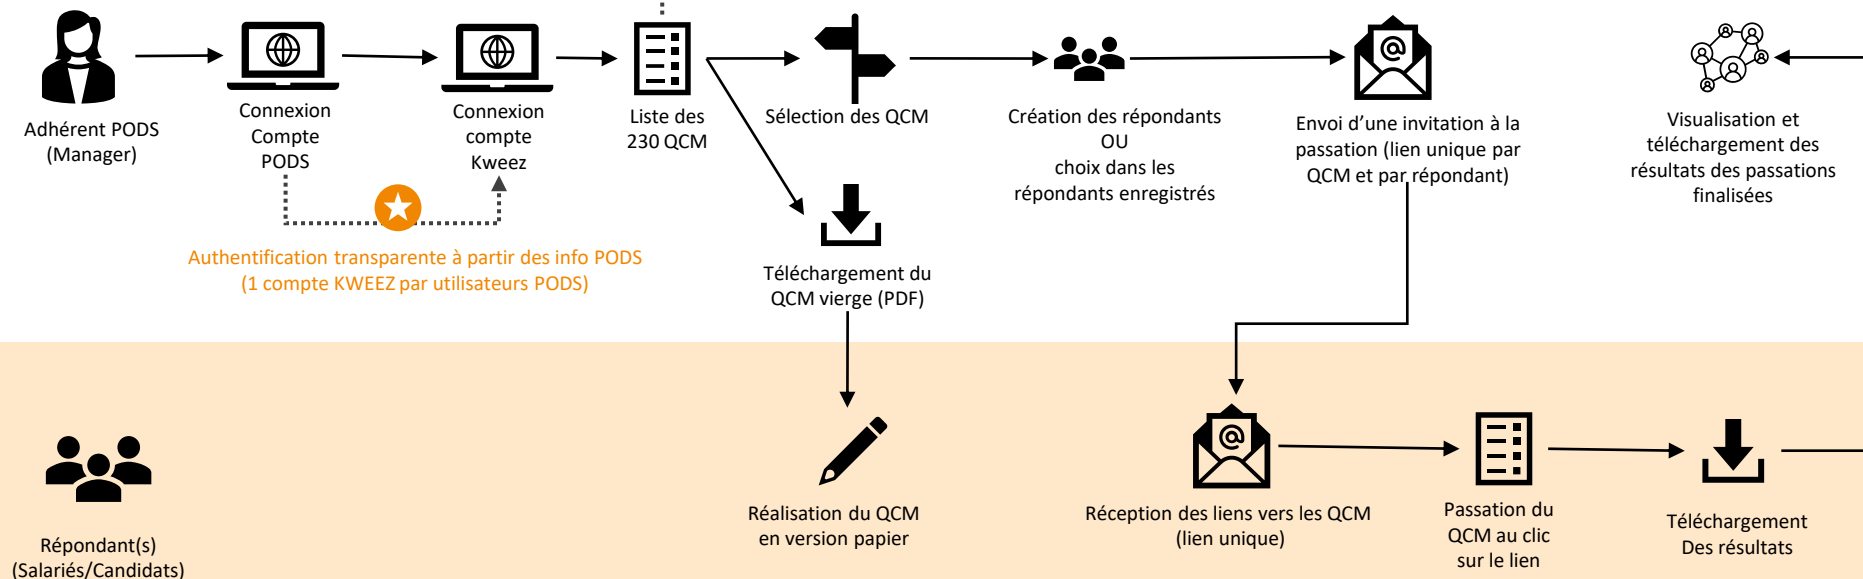 Adhérent PODS
(Manager)
Connexion
Compte
PODS
Connexion
compte
Kweez
Liste des
230 QCM
Sélection des QCM
Création des répondants
OU
choix dans les
répondants enregistrés
Envoi d'une invitation à la
passation (lien unique par
QCM et par répondant)
Visualisation et
téléchargement des
résultats des passations
finalisées
Authentification transparente à partir des info PODS
(1 compte KWEEZ par utilisateurs PODS)
Téléchargement du
QCM vierge (PDF)
Répondant(s)
(Salariés/Candidats)
Réalisation du QCM
en version papier
@
@
Réception des liens vers les QCM
(lien unique)
Passation du
QCM au clic
sur le lien
Téléchargement
Des résultats